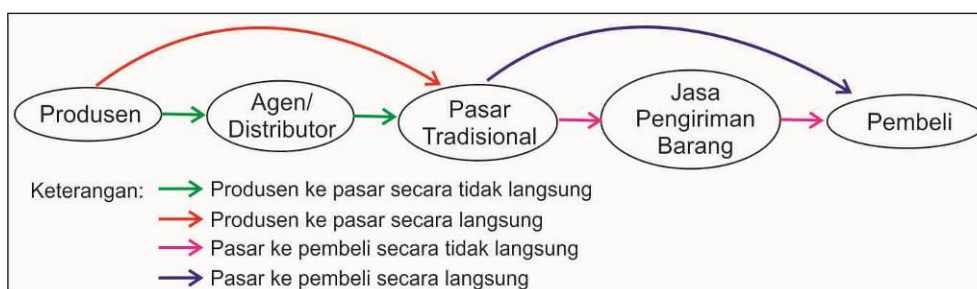 Produsen
Agen/
Distributor
Pasar
Tradisional
Jasa
Pengiriman
Barang
Pembeli
Keterangan:
Produsen ke pasar secara tidak langsung
Produsen ke pasar secara langsung
Pasar ke pembeli secara tidak langsung
Pasar ke pembeli secara langsung